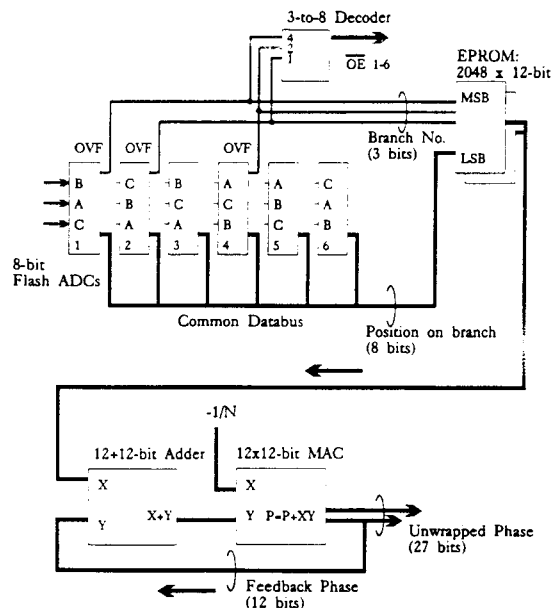 3-to-8 Decoder
4
2
1
OE 1-6
EPROM:
2048 x 12-bit
MSB
LSB
Branch No.
(3 bits)
OVF OVF OVF
B C B A A C
A B C C B A
C A A B C B
1 2 3 4 5 6
8-bit
Flash ADCs
Common Databus
Position on branch
(8 bits)
-1/N
12+12-bit Adder
12x12-bit MAC
X
Y X+Y
X
Y P=P+XY
Unwrapped Phase
(27 bits)
Feedback Phase
(12 bits)